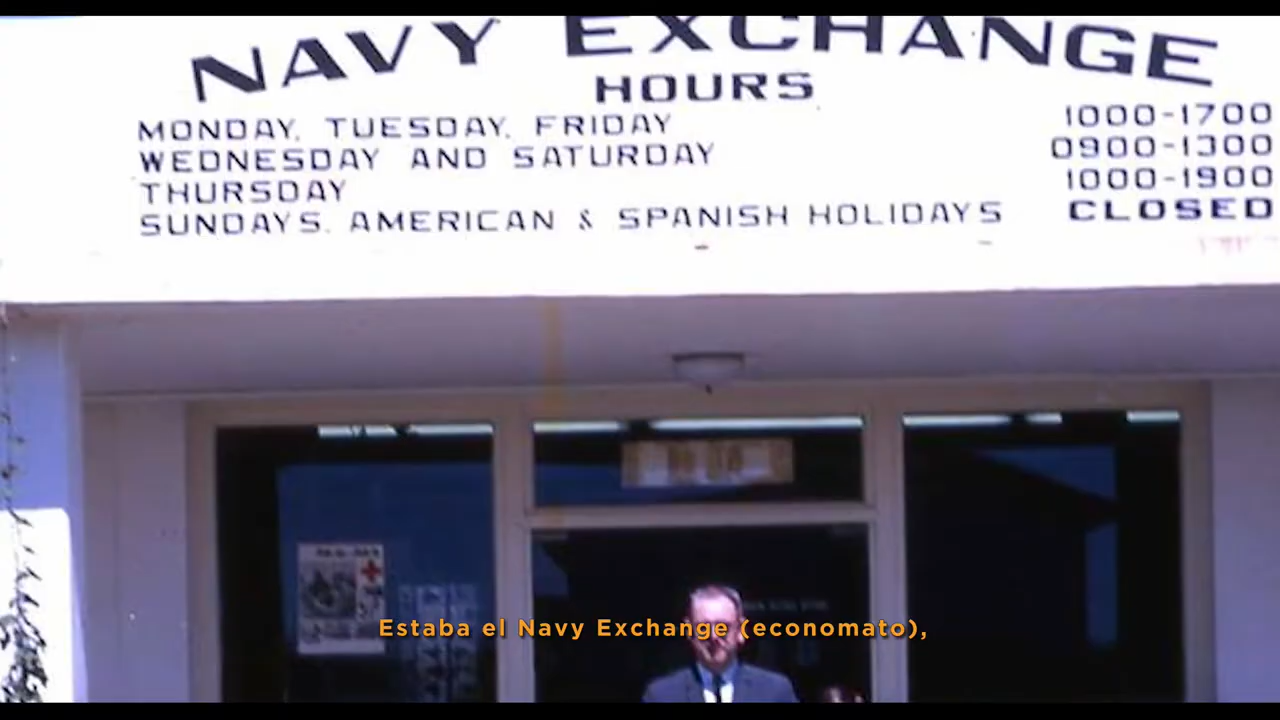 NAVY EXCHANGE
HOURS
MONDAY, TUESDAY, FRIDAY 1000-1700
WEDNESDAY AND SATURDAY 0900-1300
THURSDAY 1000-1900
SUNDAYS, AMERICAN & SPANISH HOLIDAYS CLOSED
Estaba el Navy Exchange (economato),